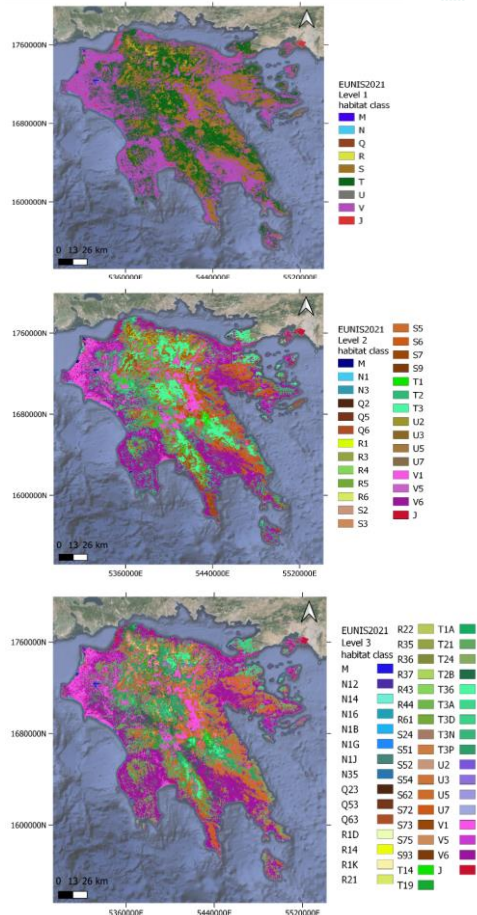 1760000N
1680000N
1600000N
0 13 26 km
5360000E 5440000E 5520000E
EUNIS2021
Level 1
habitat class
M
N
Q
R
S
T
U
V
J
1760000N
1680000N
1600000N
0 13 26 km
5360000E 5440000E 5520000E
EUNIS2021
Level 2
habitat class
M
N1
N3
Q2
Q5
Q6
R1
R3
R4
R5
R6
S2
S3
S5
S6
S7
S9
T1
T2
T3
U2
U3
U5
U7
V1
V5
V6
J
1760000N
1680000N
1600000N
0 13 26 km
5360000E 5440000E 5520000E
EUNIS2021
Level 3
habitat class
M
N12
N14
N16
N1B
N1G
N1J
N35
Q23
Q53
Q63
R1D
R14
R1K
R21
R22
R35
R36
R37
R43
R44
R61
S24
S51
S52
S54
S62
S72
S73
S75
S93
T14
T19
T1A
T21
T24
T2B
T36
T3A
T3D
T3N
T3P
U2
U3
U5
U7
V1
V5
V6
J